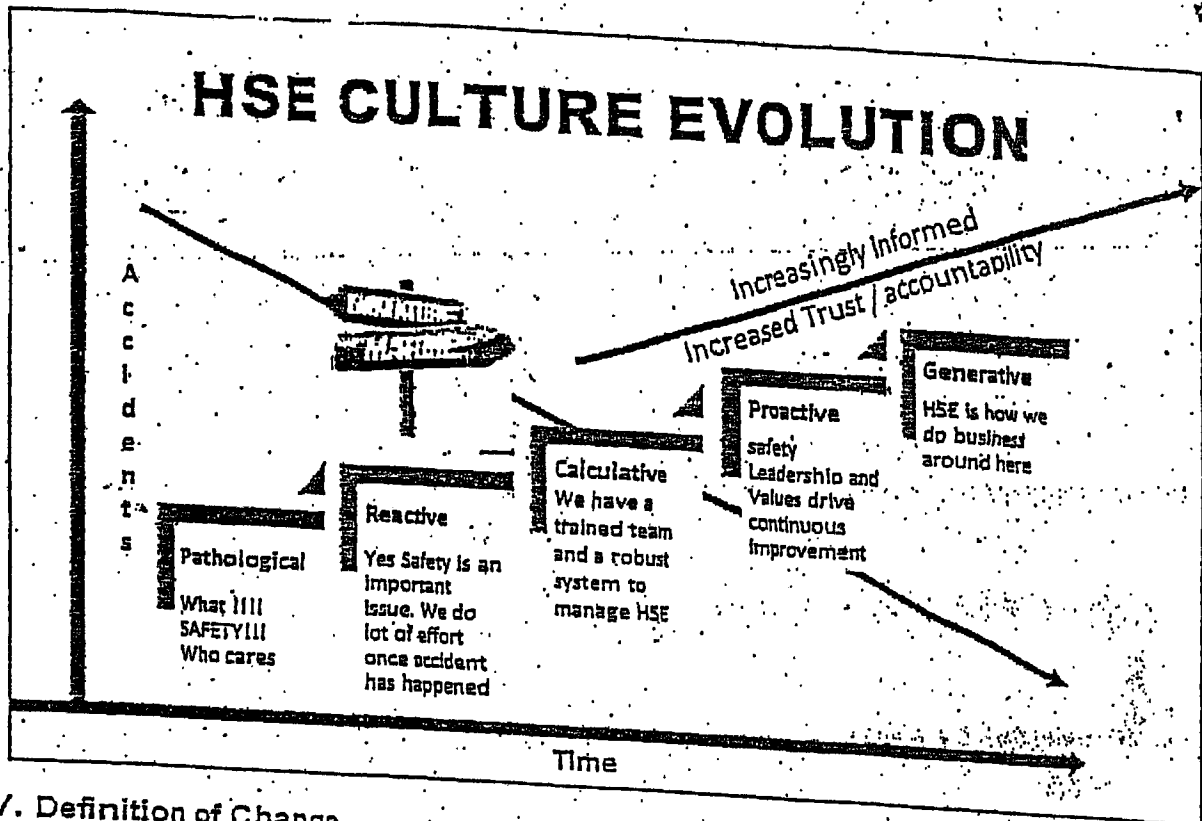 HSE CULTURE EVOLUTION
Accidents
Increasingly Informed
Increased Trust / accountability
Pathological
What !!!!
SAFETY!!!
Who cares
Reactive
Yes Safety is an
important
issue. We do
lot of effort
once accident
has happened
Calculative
We have a
trained team
and a robust
system to
manage HSE
Proactive
safety
Leadership and
Values drive
continuous
improvement
Generative
HSE is how we
do business
around here
Time
Definition of Change